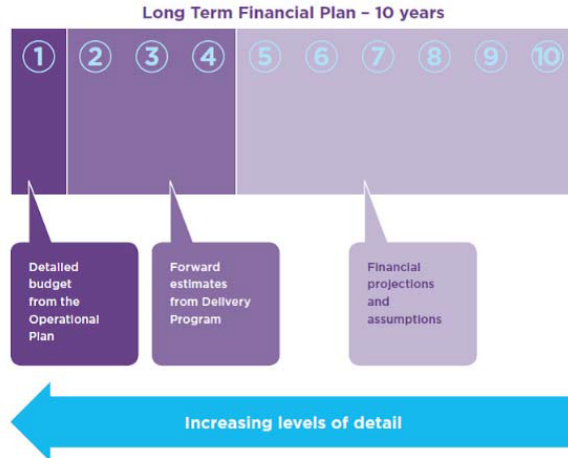 Long Term Financial Plan – 10 years
1 2 3 4 5 6 7 8 9 10
Detailed
budget
from the
Operational
Plan
Forward
estimates
from Delivery
Program
Financial
projections
and
assumptions
Increasing levels of detail